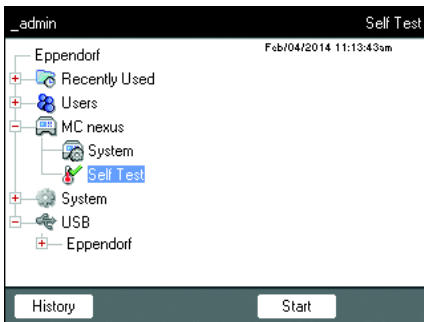 _admin Self Test
Feb/04/2014 11:13:43am
Eppendorf
Recently Used
Users
MC nexus
System
Self Test
System
USB
Eppendorf
History Start